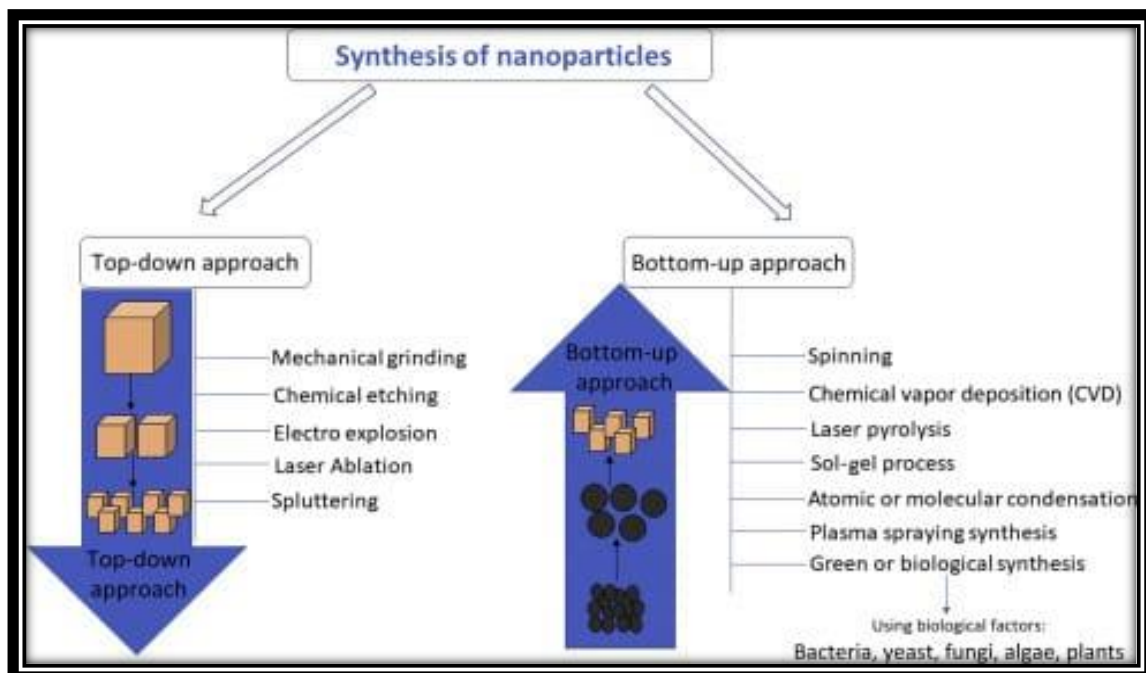 Synthesis of nanoparticles
Top-down approach
Mechanical grinding
Chemical etching
Electro explosion
Laser Ablation
Spluttering
Top-down
approach
Bottom-up approach
Bottom-up
approach
Spinning
Chemical vapor deposition (CVD)
Laser pyrolysis
Sol-gel process
Atomic or molecular condensation
Plasma spraying synthesis
Green or biological synthesis
Using biological factors:
Bacteria, yeast, fungi, algae, plants